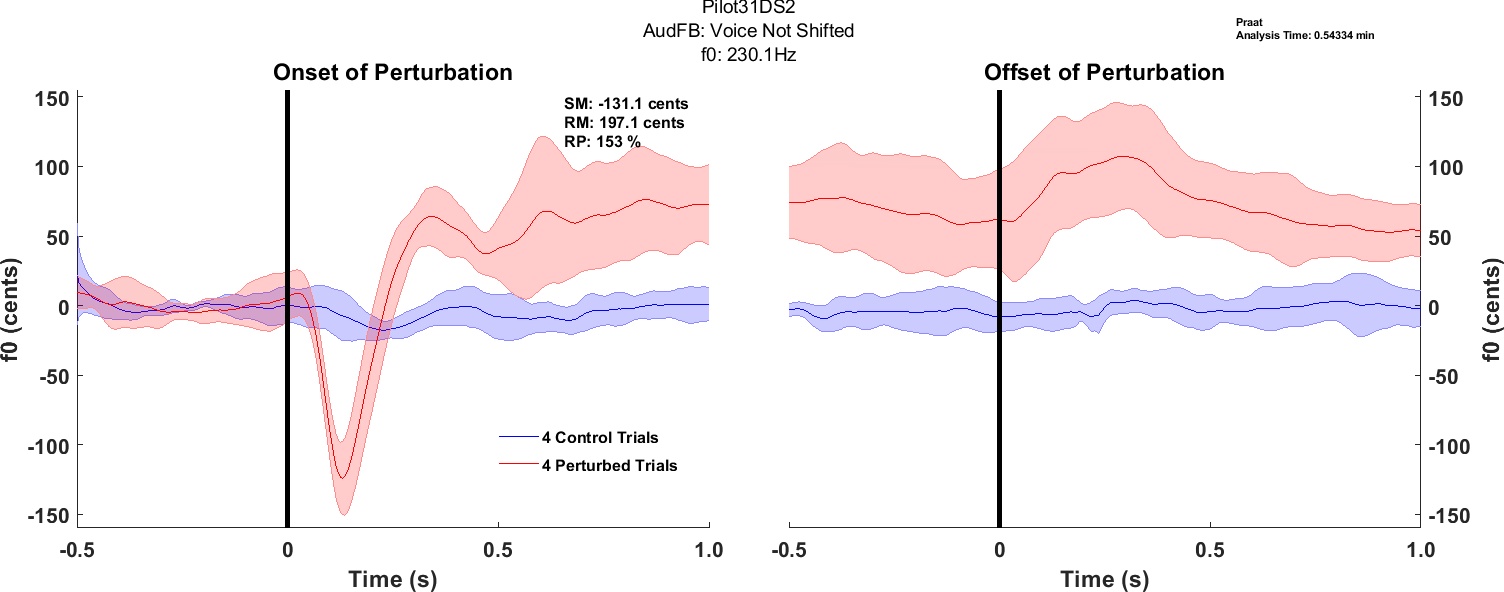 Pilot31DS2
AudFB: Voice Not Shifted
f0: 230.1Hz
Praat
Analysis Time: 0.54334 min
Onset of Perturbation
SM: -131.1 cents
RM: 197.1 cents
RP: 153 %
150
100
50
0
-50
-100
-150
f0 (cents)
4 Control Trials
4 Perturbed Trials
-0.5
0
0.5
1.0
Time (s)
Offset of Perturbation
150
100
50
0
-50
-100
-150
f0 (cents)
-0.5
0
0.5
1.0
Time (s)